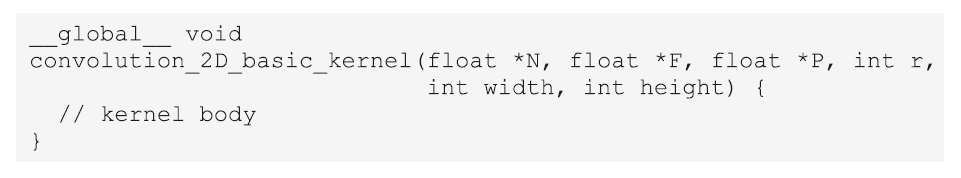 __global__ void
convolution_2D_basic_kernel(float *N, float *F, float *P, int r,
                            int width, int height) {
  // kernel body
}